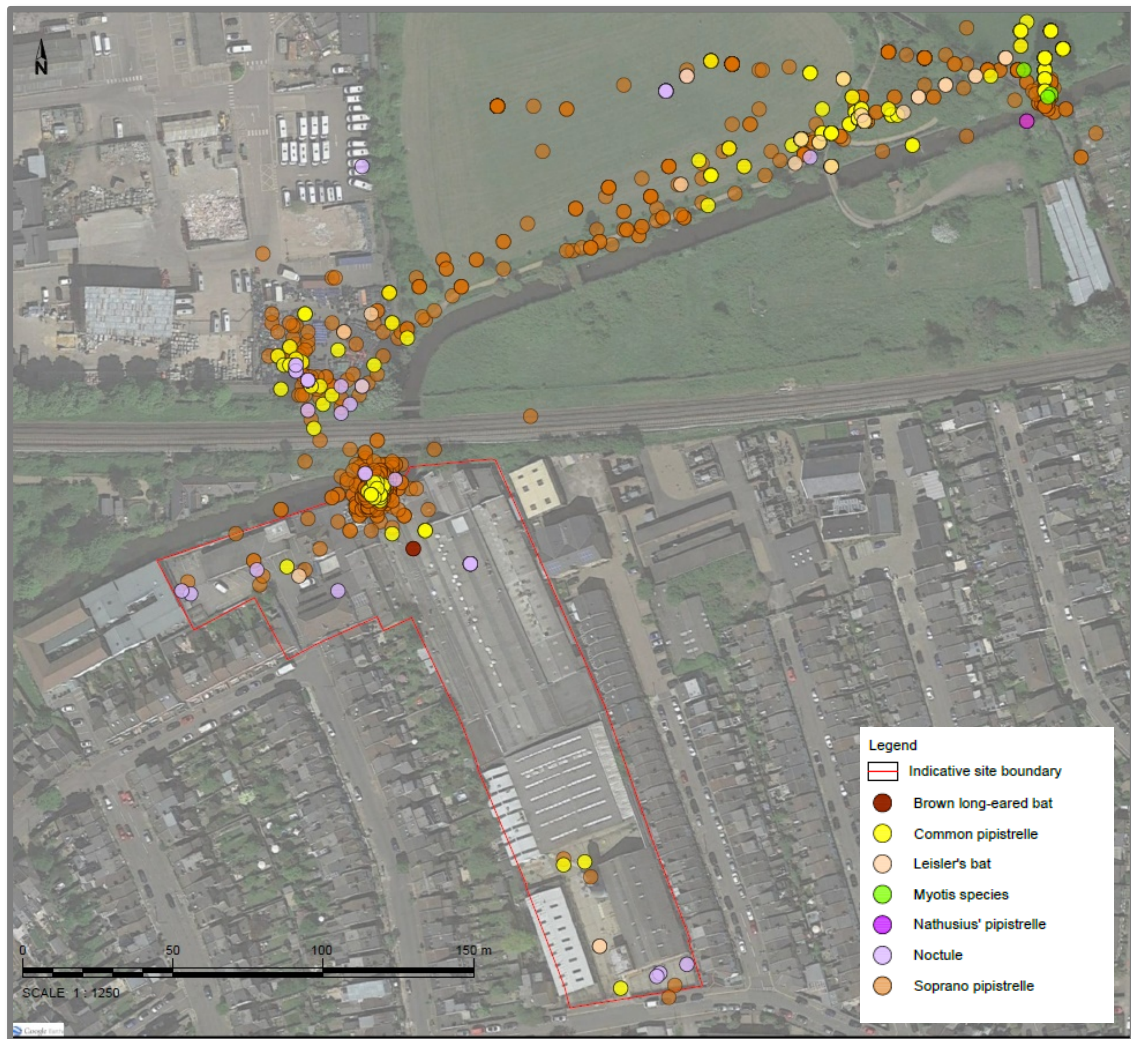 N
Legend
Indicative site boundary
Brown long-eared bat
Common pipistrelle
Leisler's bat
Myotis species
Nathusius' pipistrelle
Noctule
Soprano pipistrelle
0 50 100 150 m
SCALE 1 : 1250
Google